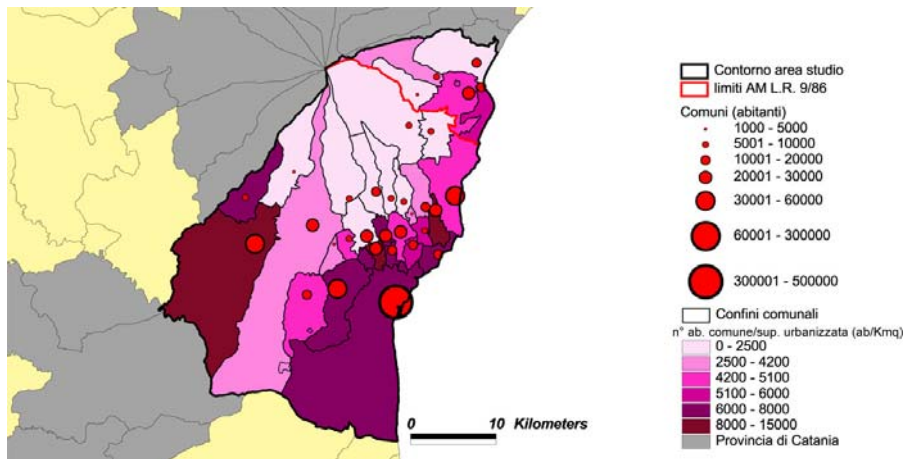 Contorno area studio
limiti AM L.R. 9/86
Comuni (abitanti)
1000 - 5000
5001 - 10000
10001 - 20000
20001 - 30000
30001 - 60000
60001 - 300000
300001 - 500000
Confini comunali
n° ab. comune/sup. urbanizzata (ab/Kmq)
0 - 2500
2500 - 4200
4200 - 5100
5100 - 6000
6000 - 8000
8000 - 15000
Provincia di Catania
0 10 Kilometers